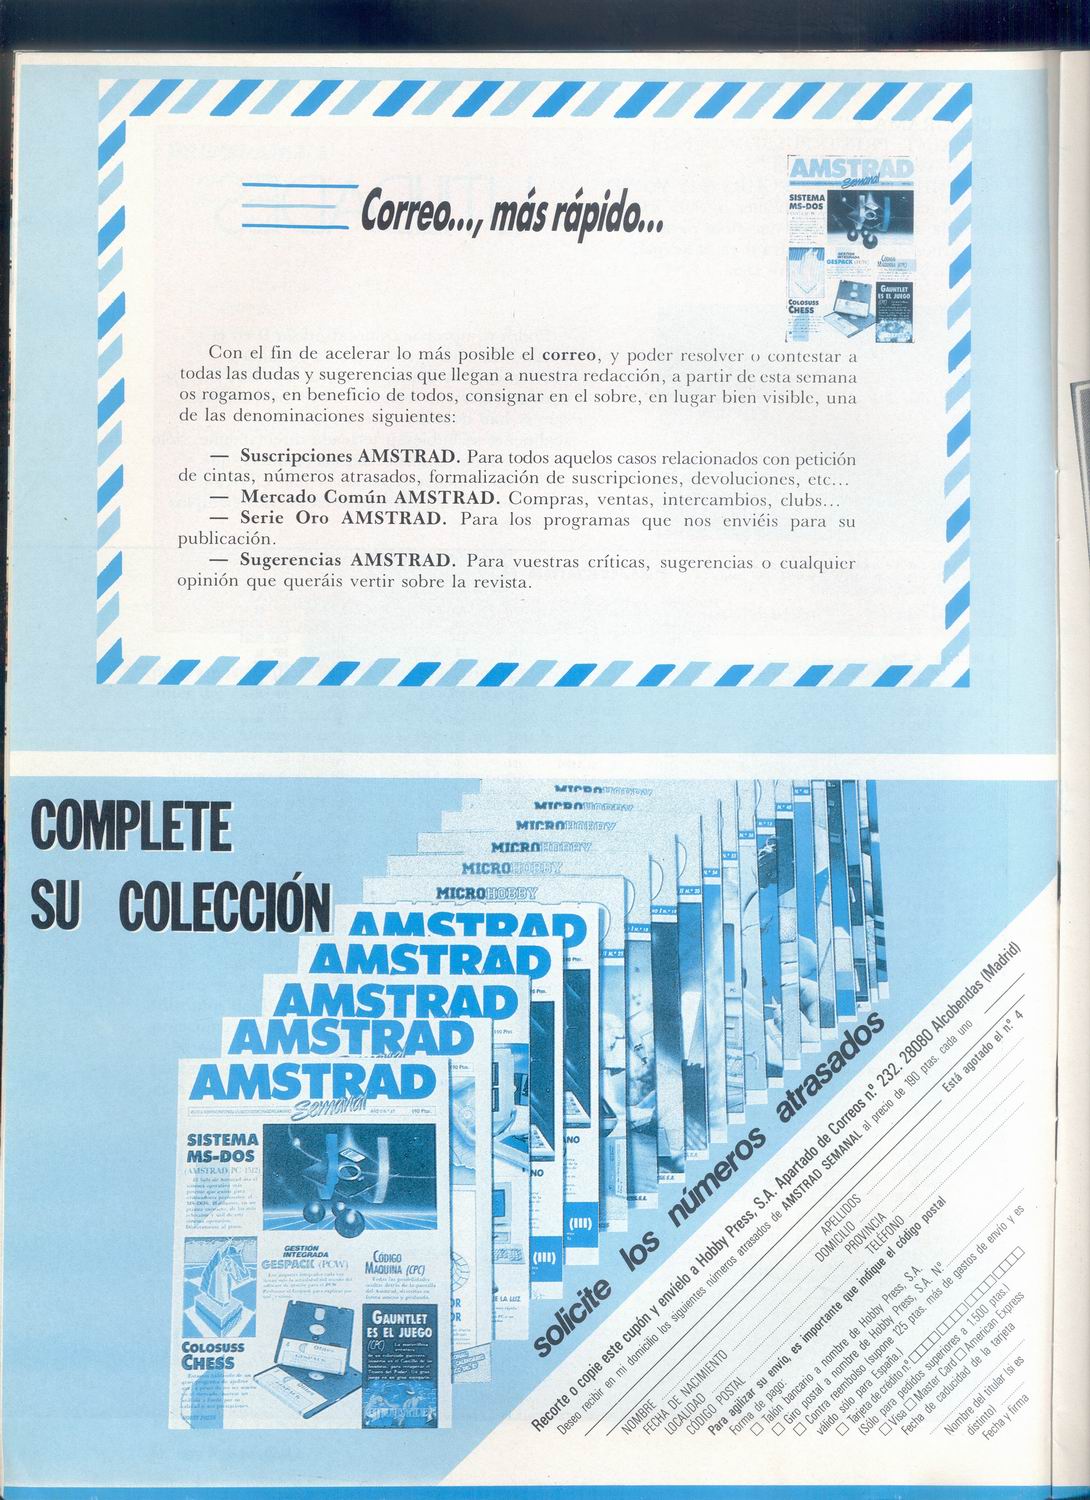 Correo..., más rápido...
AMSTRAD
Semanal
SISTEMA
MS-DOS
GESTIÓN
INTEGRADA
GESPACK (PCW)
CÓDIGO
MAQUINA (CPC)
COLOSUSS
CHESS
GAUNTLET
ES EL JUEGO
Con el fin de acelerar lo más posible el correo, y poder resolver o contestar a
todas las dudas y sugerencias que llegan a nuestra redacción, a partir de esta semana
os rogamos, en beneficio de todos, consignar en el sobre, en lugar bien visible, una
de las denominaciones siguientes:
— Suscripciones AMSTRAD. Para todos aquelos casos relacionados con petición
de cintas, números atrasados, formalización de suscripciones, devoluciones, etc...
— Mercado Común AMSTRAD. Compras, ventas, intercambios, clubs...
— Serie Oro AMSTRAD. Para los programas que nos enviéis para su
publicación.
— Sugerencias AMSTRAD. Para vuestras críticas, sugerencias o cualquier
opinión que queráis vertir sobre la revista.
COMPLETE
SU COLECCIÓN
MICROHOBBY
MICROHOBBY
MICROHOBBY
MICROHOBBY
MICROHOBBY
MICROHOBBY
AMSTRAD
AMSTRAD
AMSTRAD
AMSTRAD
AMSTRAD
Semanal
SISTEMA
MS-DOS
(AMSTRAD PC 1512)
GESTIÓN
INTEGRADA
GESPACK (PCW)
CÓDIGO
MAQUINA (CPC)
COLOSUSS
CHESS
GAUNTLET
ES EL JUEGO
(CPC)
solicite los números atrasados
Recorte o copie este cupón y envíelo a Hobby Press, S.A. Apartado de Correos n.º 232. 28080 Alcobendas (Madrid)
Deseo recibir en mi domicilio los siguientes números atrasados de AMSTRAD SEMANAL al precio de 190 ptas. cada uno
Está agotado el n.º 4
NOMBRE
APELLIDOS
FECHA DE NACIMIENTO
DOMICILIO
LOCALIDAD
PROVINCIA
CÓDIGO POSTAL
TELÉFONO
Para agilizar su envío, es importante que indique el código postal
Forma de pago:
Talón bancario a nombre de Hobby Press, S.A.
Giro postal a nombre de Hobby Press, S.A. N.º
Contra reembolso (supone 125 ptas. más de gastos de envío y es
válido sólo para España.)
Tarjeta de crédito n.º
(Sólo para pedidos superiores a 1.500 ptas.)
Visa Master Card American Express
Fecha de caducidad de la tarjeta
Nombre del titular (si es
distinto)
Fecha y firma